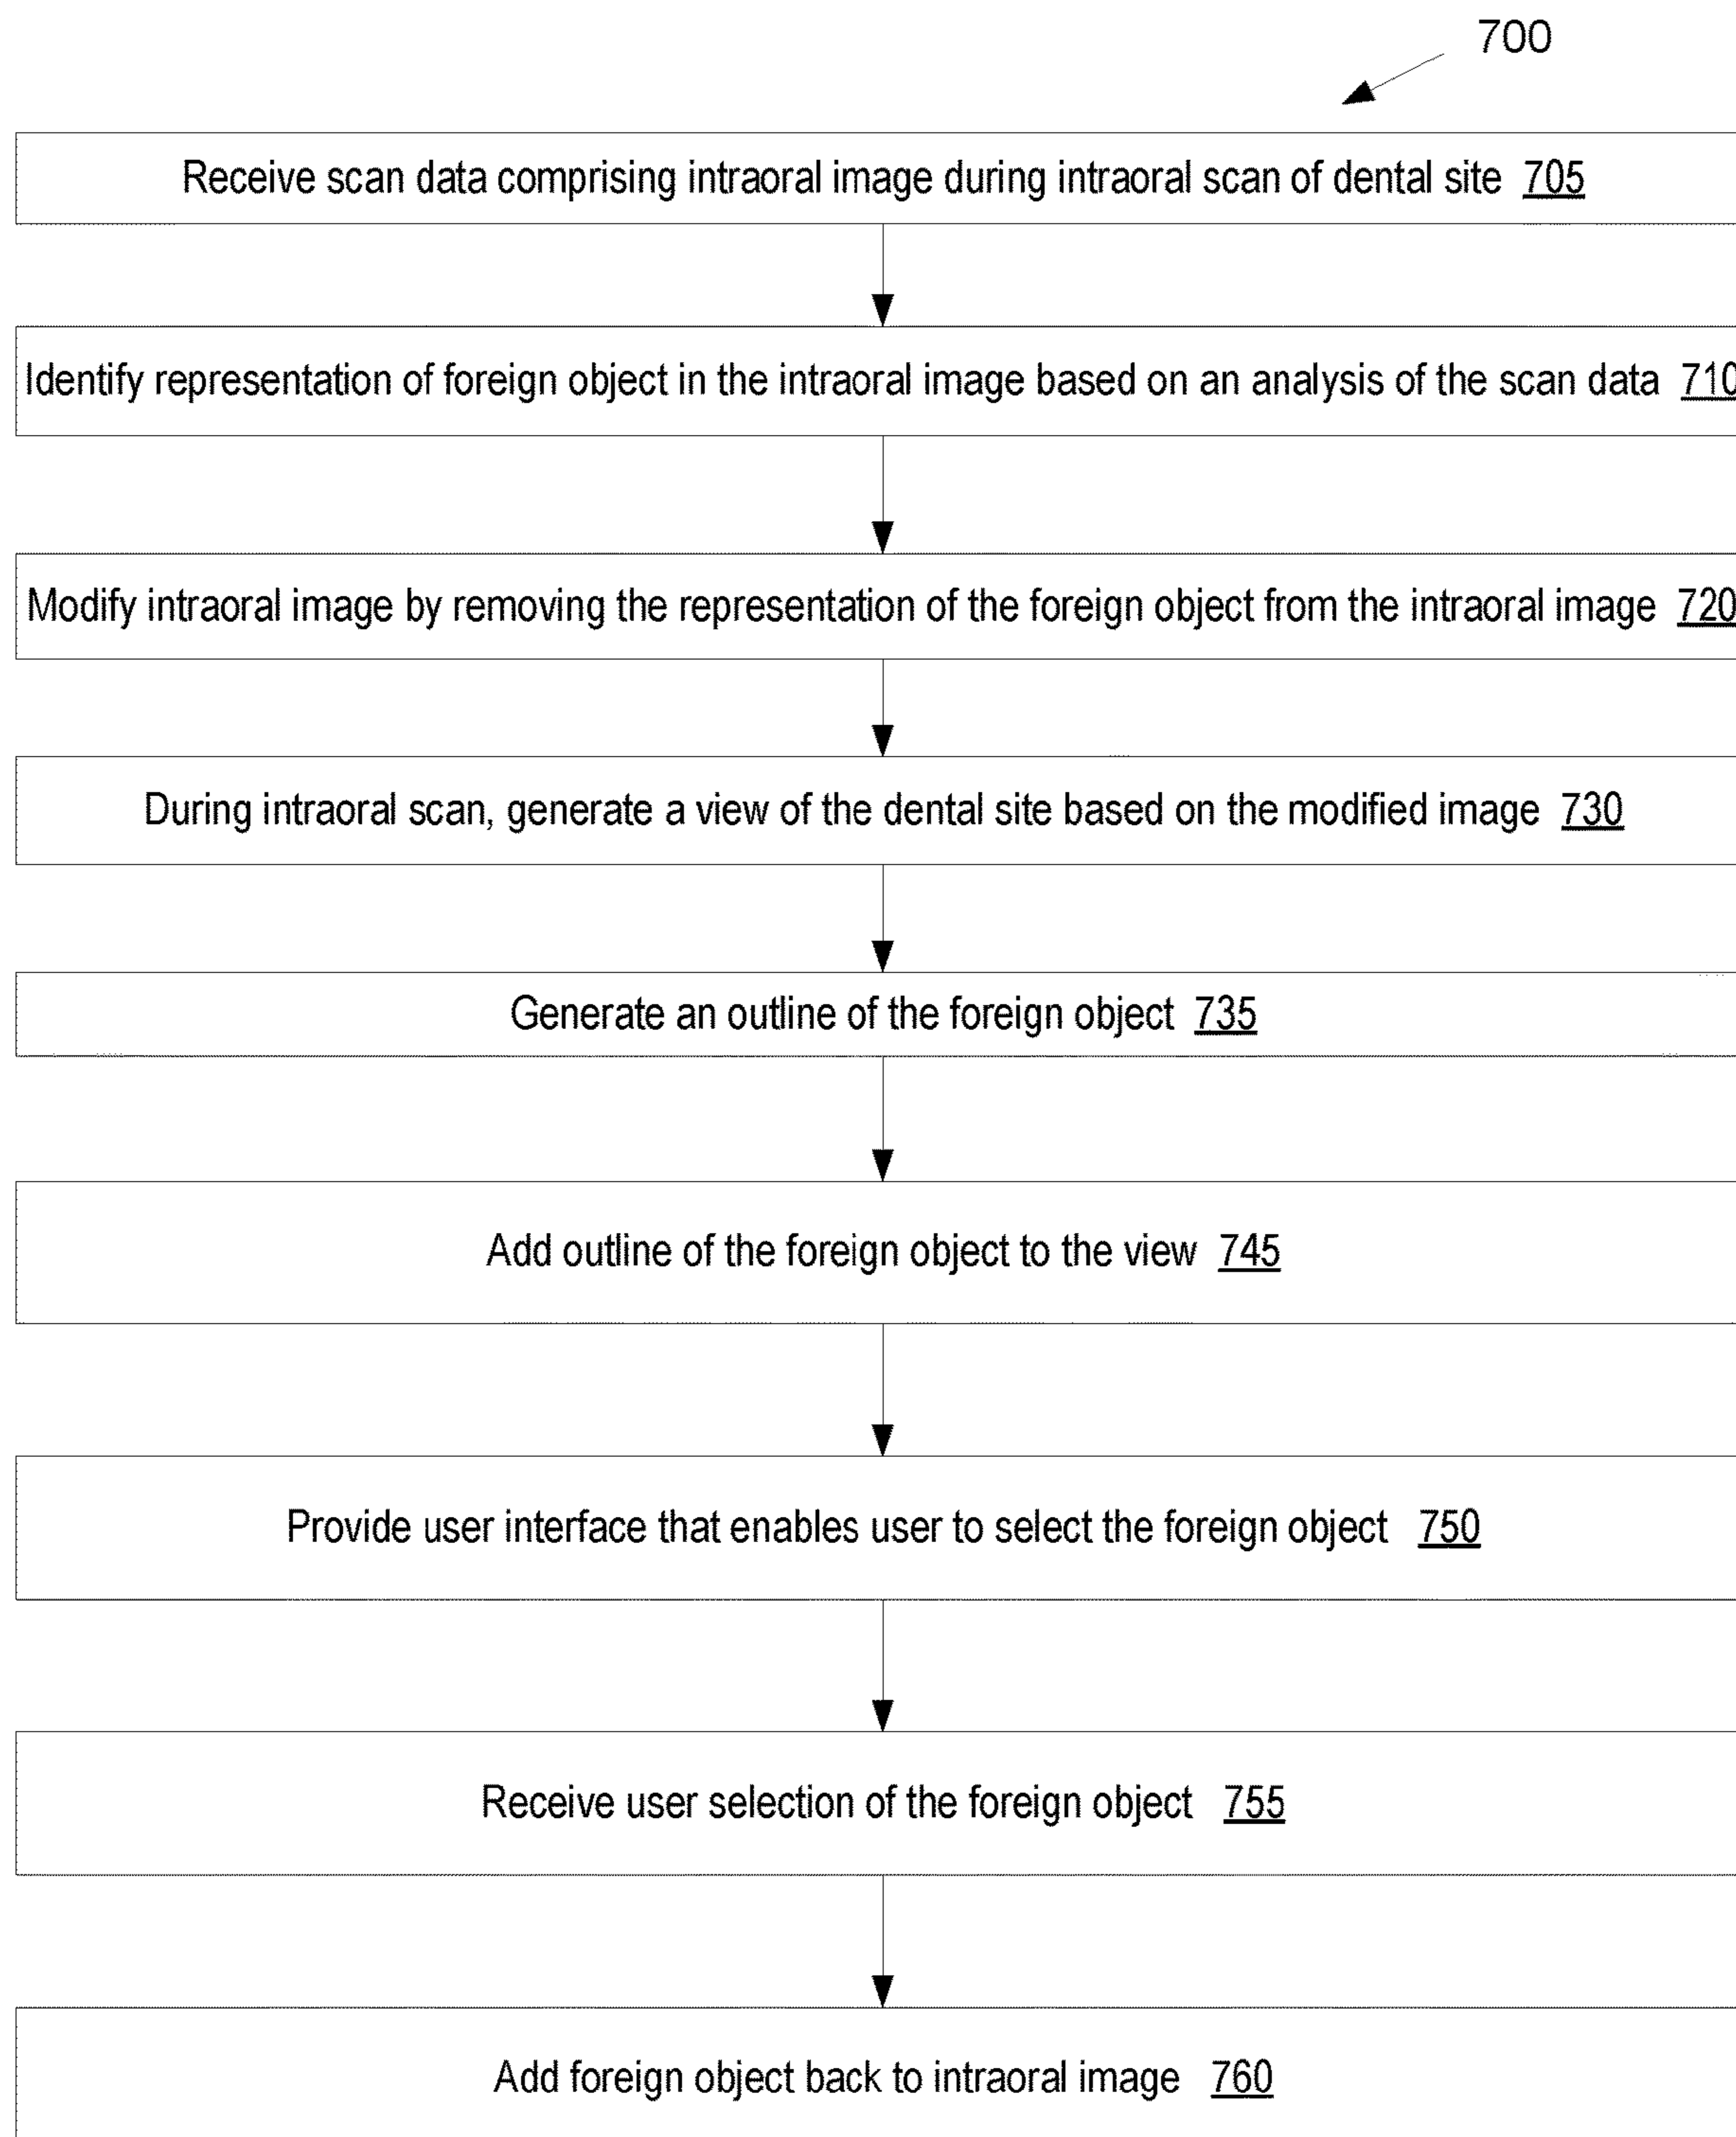 700
Receive scan data comprising intraoral image during intraoral scan of dental site 705
Identify representation of foreign object in the intraoral image based on an analysis of the scan data 710
Modify intraoral image by removing the representation of the foreign object from the intraoral image 720
During intraoral scan, generate a view of the dental site based on the modified image 730
Generate an outline of the foreign object 735
Add outline of the foreign object to the view 745
Provide user interface that enables user to select the foreign object 750
Receive user selection of the foreign object 755
Add foreign object back to intraoral image 760